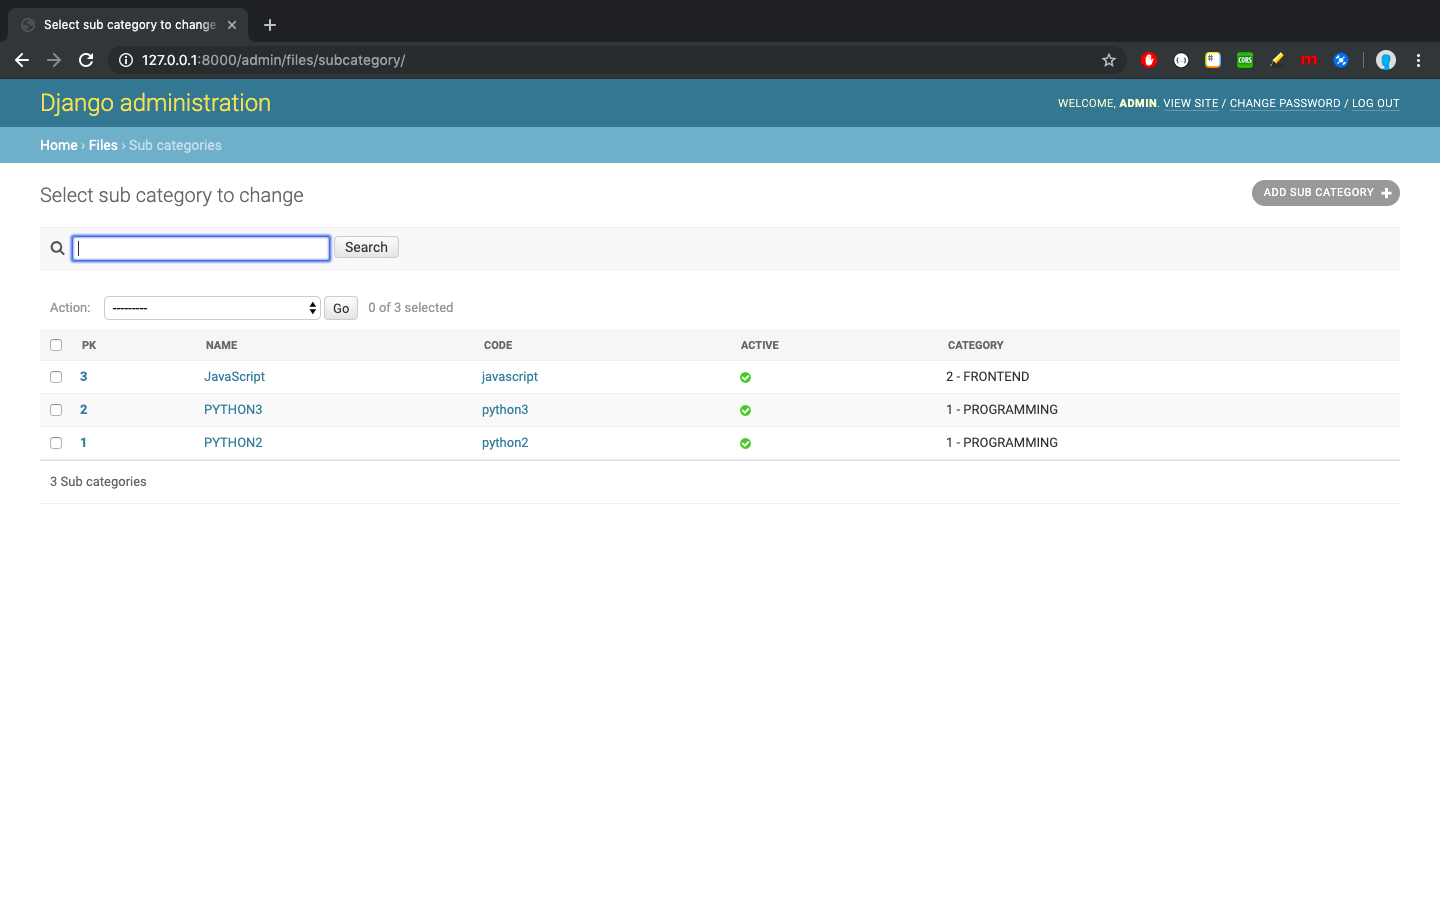 Select sub category to change
127.0.0.1:8000/admin/files/subcategory/
CORS
m
Django administration
WELCOME, ADMIN. VIEW SITE / CHANGE PASSWORD / LOG OUT
Home › Files › Sub categories
Select sub category to change
ADD SUB CATEGORY +
Search
Action: --------- Go 0 of 3 selected
PK NAME CODE ACTIVE CATEGORY
3 JavaScript javascript 2 - FRONTEND
2 PYTHON3 python3 1 - PROGRAMMING
1 PYTHON2 python2 1 - PROGRAMMING
3 Sub categories